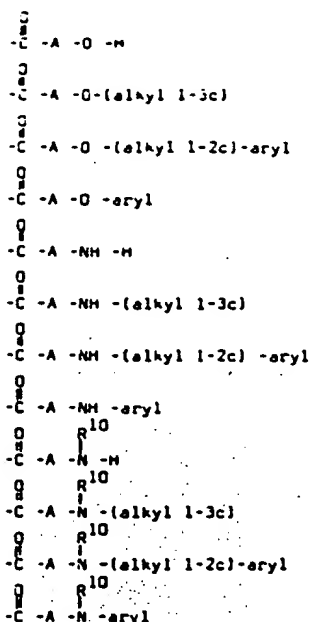 O
-C -A -O -H
O
-C -A -O-(alkyl 1-3c)
O
-C -A -O -(alkyl 1-2c)-aryl
O
-C -A -O -aryl
O
-C -A -NH -H
O
-C -A -NH -(alkyl 1-3c)
O
-C -A -NH -(alkyl 1-2c) -aryl
O
-C -A -NH -aryl
O R10
-C -A -N -H
O R10
-C -A -N -(alkyl 1-3c)
O R10
-C -A -N -(alkyl 1-2c)-aryl
O R10
-C -A -N -aryl